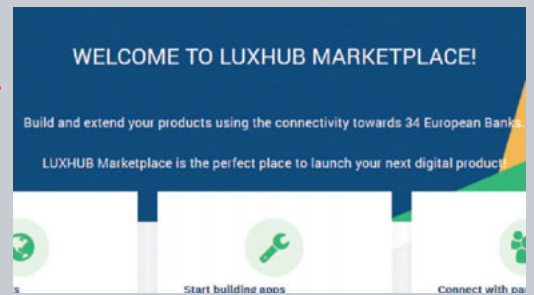 WELCOME TO LUXHUB MARKETPLACE!
Build and extend your products using the connectivity towards 34 European Banks.
LUXHUB Marketplace is the perfect place to launch your next digital product!
Start building apps
Connect with